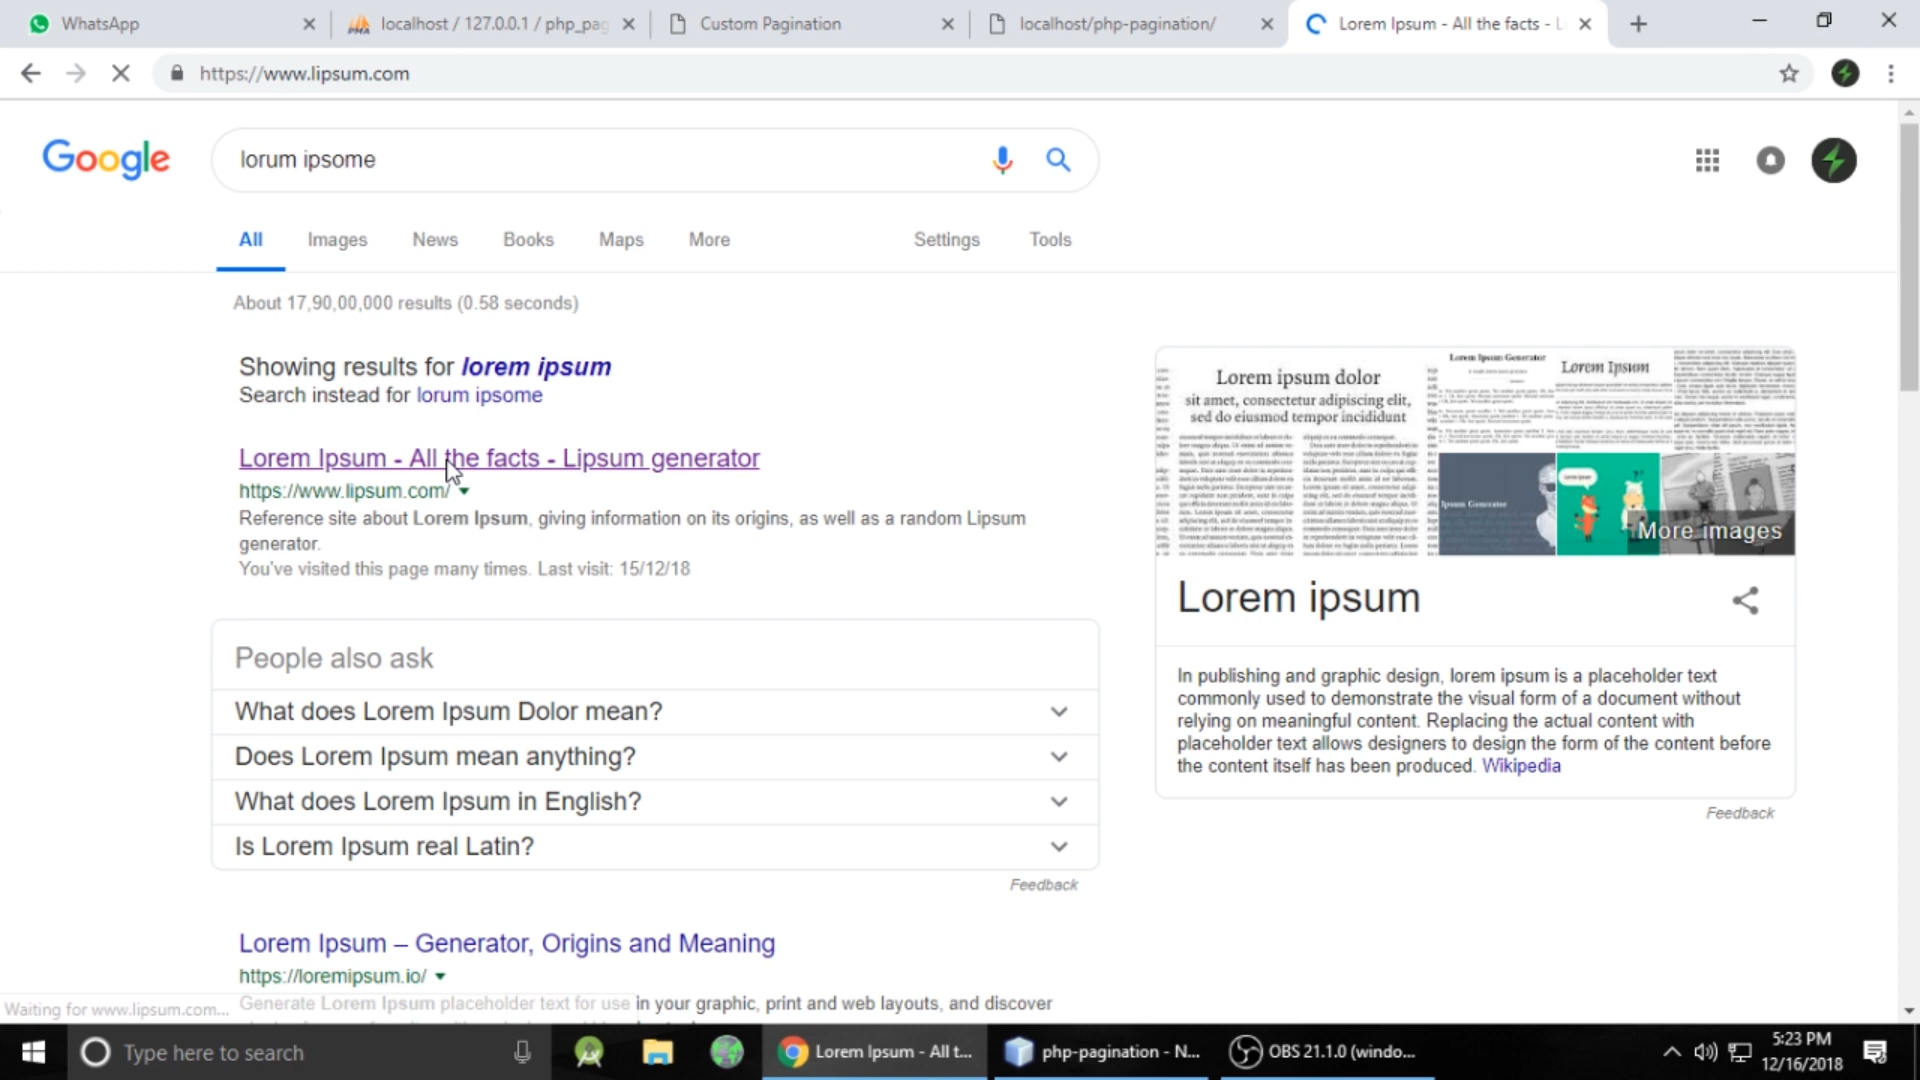 WhatsApp
localhost / 127.0.0.1 / php_pag
Custom Pagination
localhost/php-pagination/
Lorem Ipsum - All the facts - L
https://www.lipsum.com
Google
lorum ipsome
All
Images
News
Books
Maps
More
Settings
Tools
About 17,90,00,000 results (0.58 seconds)
Showing results for lorem ipsum
Search instead for lorum ipsome
Lorem Ipsum - All the facts - Lipsum generator
https://www.lipsum.com/
Reference site about Lorem Ipsum, giving information on its origins, as well as a random Lipsum
generator.
You've visited this page many times. Last visit: 15/12/18
People also ask
What does Lorem Ipsum Dolor mean?
Does Lorem Ipsum mean anything?
What does Lorem Ipsum in English?
Is Lorem Ipsum real Latin?
Feedback
Lorem Ipsum – Generator, Origins and Meaning
https://loremipsum.io/
Generate Lorem Ipsum placeholder text for use in your graphic, print and web layouts, and discover
Waiting for www.lipsum.com...
Lorem ipsum dolor
sit amet, consectetur adipiscing elit,
sed do eiusmod tempor incididunt
Lorem Ipsum Generator
Lorem Ipsum
Ipsum Generator
More images
Lorem ipsum
In publishing and graphic design, lorem ipsum is a placeholder text
commonly used to demonstrate the visual form of a document without
relying on meaningful content. Replacing the actual content with
placeholder text allows designers to design the form of the content before
the content itself has been produced. Wikipedia
Feedback
Type here to search
Lorem Ipsum - All t...
php-pagination - N...
OBS 21.1.0 (windo...
5:23 PM
12/16/2018